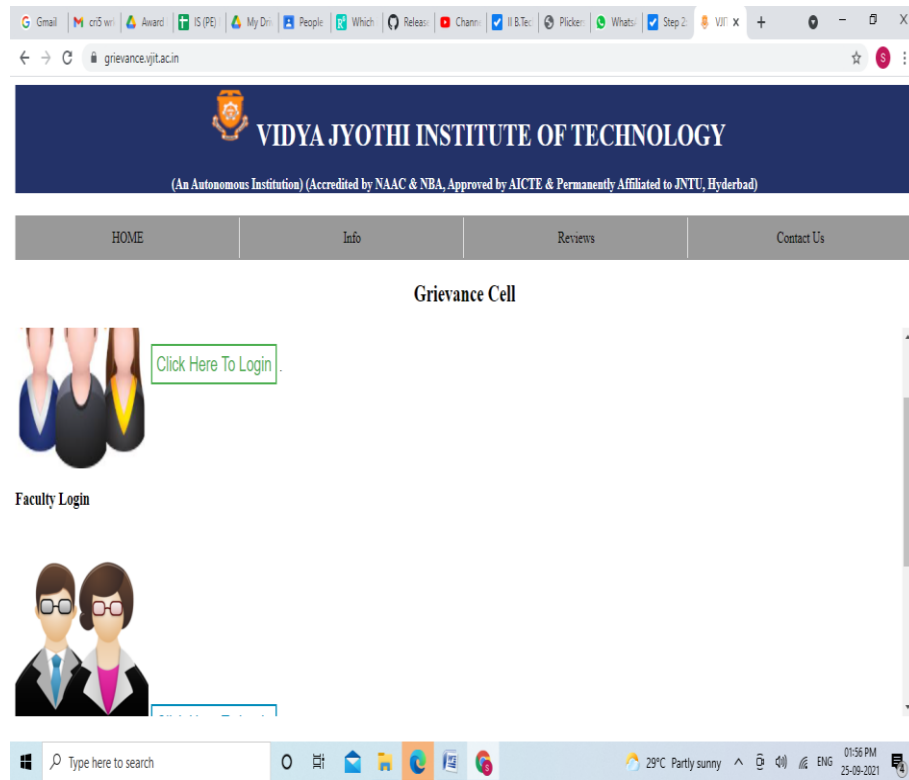 Gmail cri5 wri Award IS (PE) My Driv People Which Release Chann II B.Tec Plicker Whats Step 2: VJIT
grievance.vjit.ac.in S
VIDYA JYOTHI INSTITUTE OF TECHNOLOGY
(An Autonomous Institution) (Accredited by NAAC & NBA, Approved by AICTE & Permanently Affiliated to JNTU, Hyderbad)
HOME Info Reviews Contact Us
Grievance Cell
Click Here To Login .
Faculty Login
Type here to search 29°C Partly sunny ENG 01:56 PM
25-09-2021 4